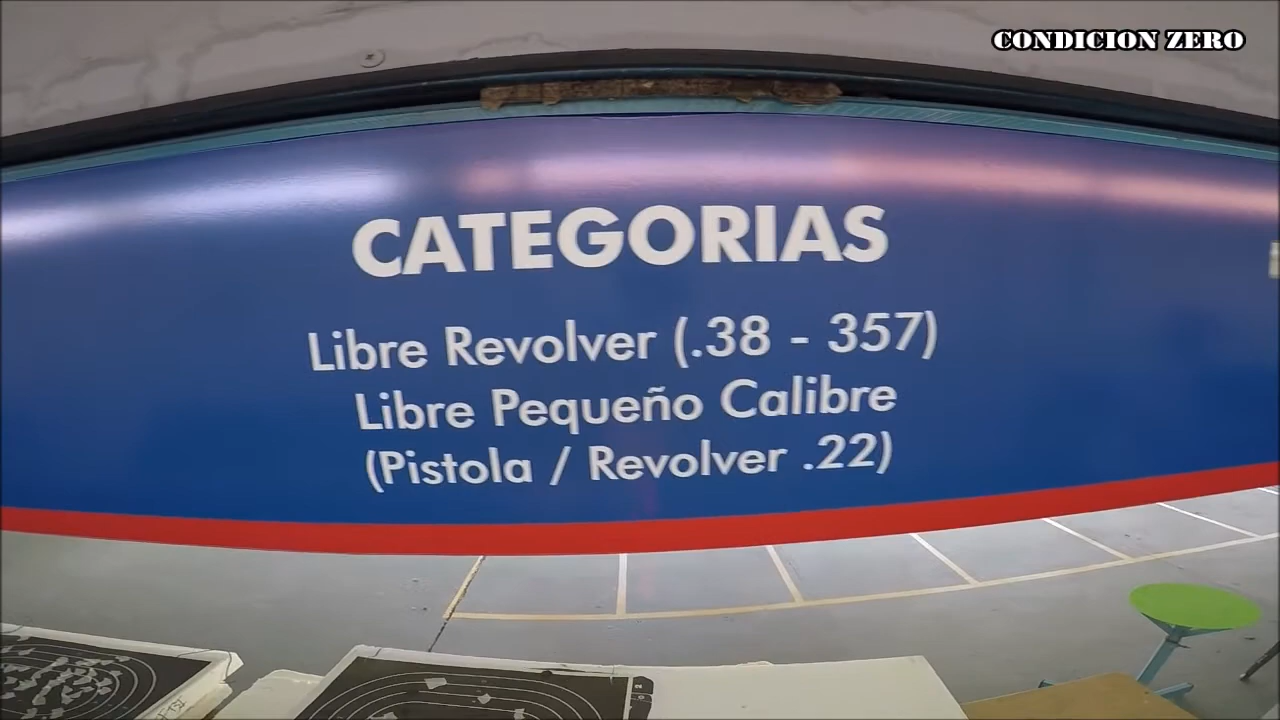 CONDICION ZERO
CATEGORIAS
Libre Revolver (.38 - 357)
Libre Pequeño Calibre
(Pistola / Revolver .22)